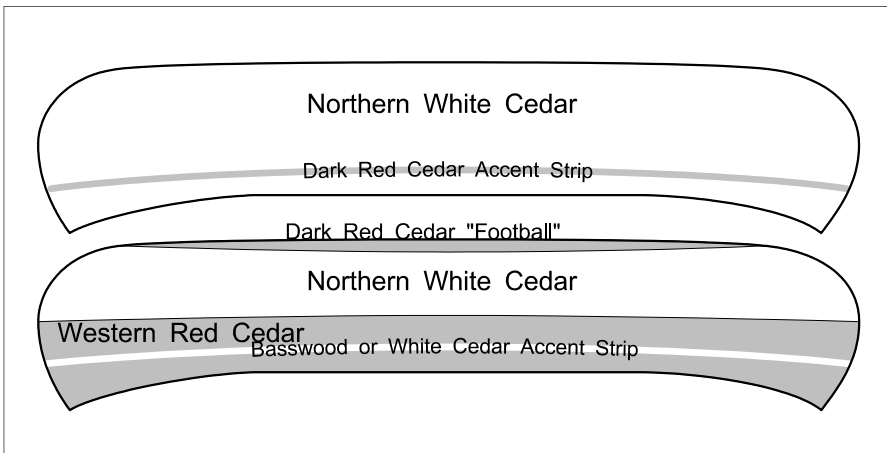 Northern White Cedar
Dark Red Cedar Accent Strip
Dark Red Cedar "Football"
Northern White Cedar
Western Red Cedar
Basswood or White Cedar Accent Strip